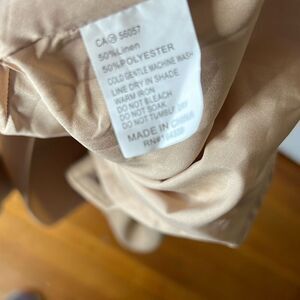 CA 56057
50%Linen
50%POLYESTER
COLD GENTLE MACHINE WASH
LINE DRY IN SHADE
WARM IRON
DO NOT BLEACH
DO NOT SOAK
DO NOT TUMBLE DRY
MADE IN CHINA
RN#